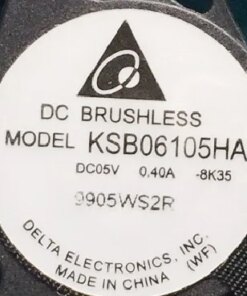 DC BRUSHLESS
MODEL KSB06105HA
DC05V 0.40A -8K35
9905WS2R
DELTA ELECTRONICS, INC.
MADE IN CHINA (WF)